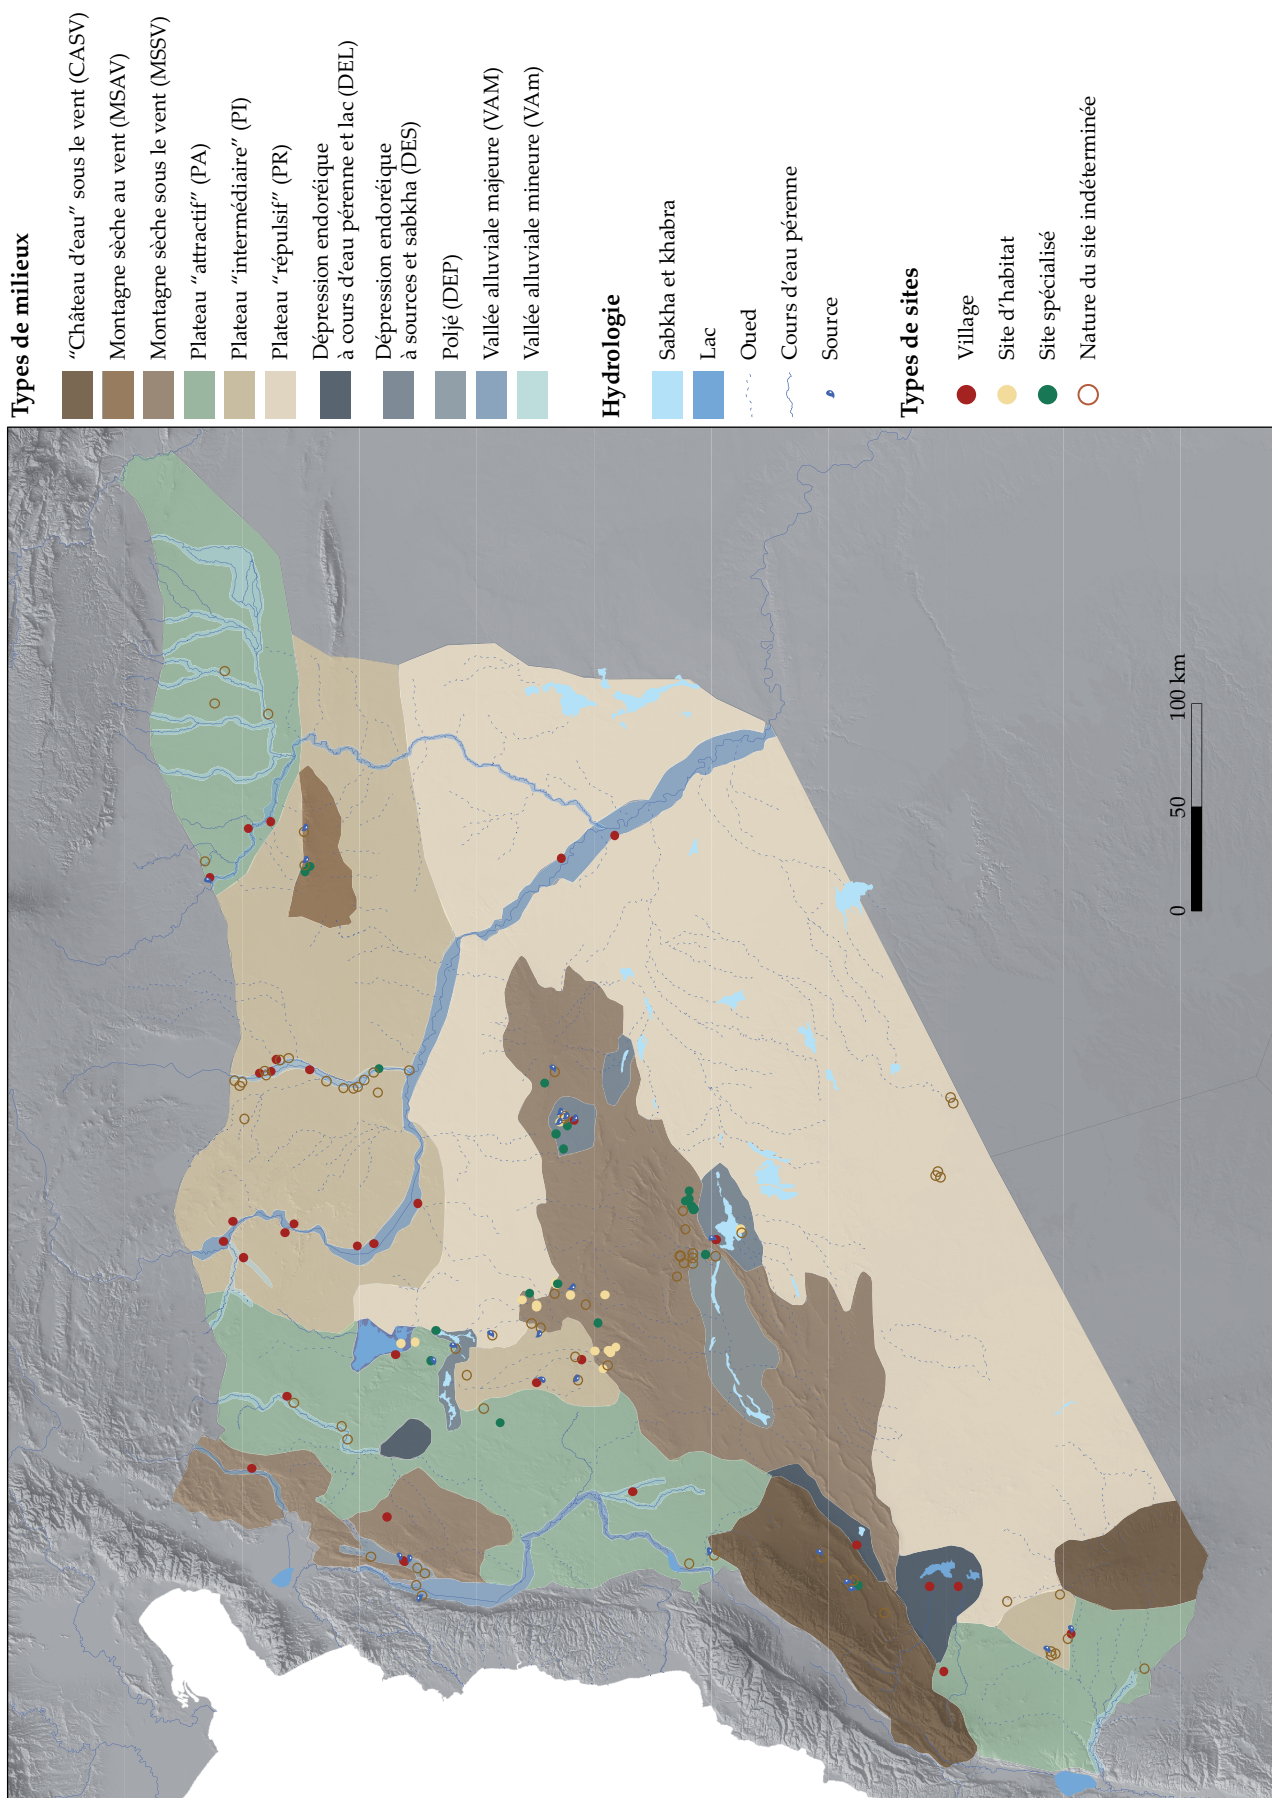 Types de milieux
“Château d’eau” sous le vent (CASV)
Montagne sèche au vent (MSAV)
Montagne sèche sous le vent (MSSV)
Plateau “attractif” (PA)
Plateau “intermédiaire” (PI)
Plateau “répulsif” (PR)
Dépression endoréique
à cours d’eau pérenne et lac (DEL)
Dépression endoréique
à sources et sabkha (DES)
Poljé (DEP)
Vallée alluviale majeure (VAM)
Vallée alluviale mineure (VAm)
Hydrologie
Sabkha et khabra
Lac
Oued
Cours d’eau pérenne
Source
Types de sites
Village
Site d’habitat
Site spécialisé
Nature du site indéterminée
0
50
100 km